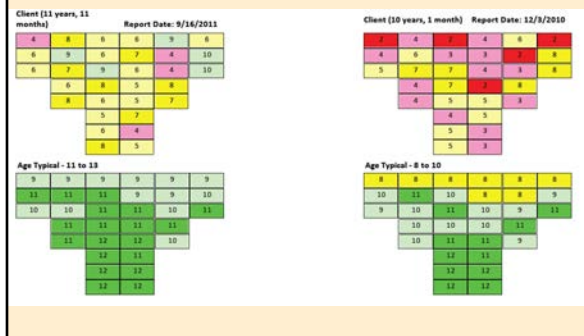 Client (11 years, 11
months) Report Date: 9/16/2011
4 8 6 6 9 6
6 9 6 7 4 10
6 7 9 6 4 10
6 8 5 8
8 6 5 7
5 7
6 4
8 5
Age Typical - 11 to 13
9 9 9 9 9 9
11 11 11 9 9 10
10 10 11 11 10 11
11 11 11 11
11 12 12 10
12 11
12 12
12 12
Client (10 years, 1 month) Report Date: 12/3/2010
2 4 2 4 6 2
4 6 3 3 2 8
5 7 7 4 3 8
4 7 2 8
4 5 5 3
4 5
5 3
5 3
Age Typical - 8 to 10
8 8 8 8 8 8
10 11 10 8 8 9
9 10 11 10 9 11
10 10 10 11
10 11 11 9
12 11
12 12
12 12